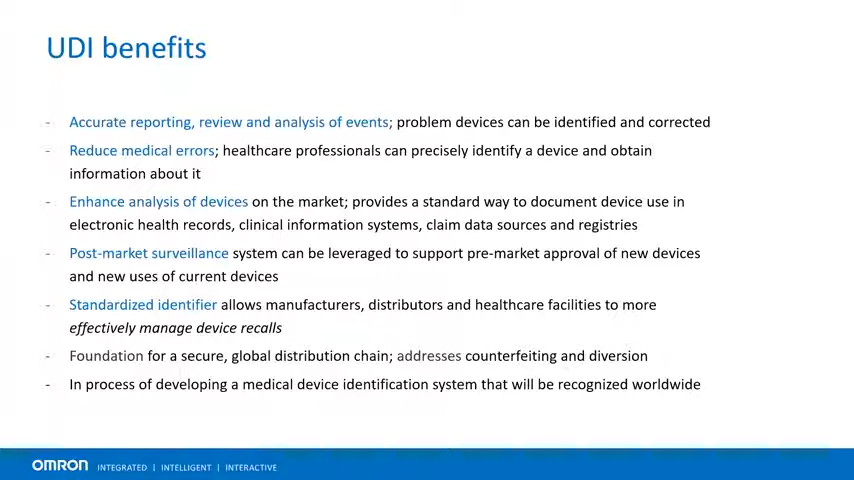 UDI benefits
- Accurate reporting, review and analysis of events; problem devices can be identified and corrected
- Reduce medical errors; healthcare professionals can precisely identify a device and obtain
information about it
- Enhance analysis of devices on the market; provides a standard way to document device use in
electronic health records, clinical information systems, claim data sources and registries
- Post-market surveillance system can be leveraged to support pre-market approval of new devices
and new uses of current devices
- Standardized identifier allows manufacturers, distributors and healthcare facilities to more
effectively manage device recalls
- Foundation for a secure, global distribution chain; addresses counterfeiting and diversion
- In process of developing a medical device identification system that will be recognized worldwide
OMRON INTEGRATED | INTELLIGENT | INTERACTIVE